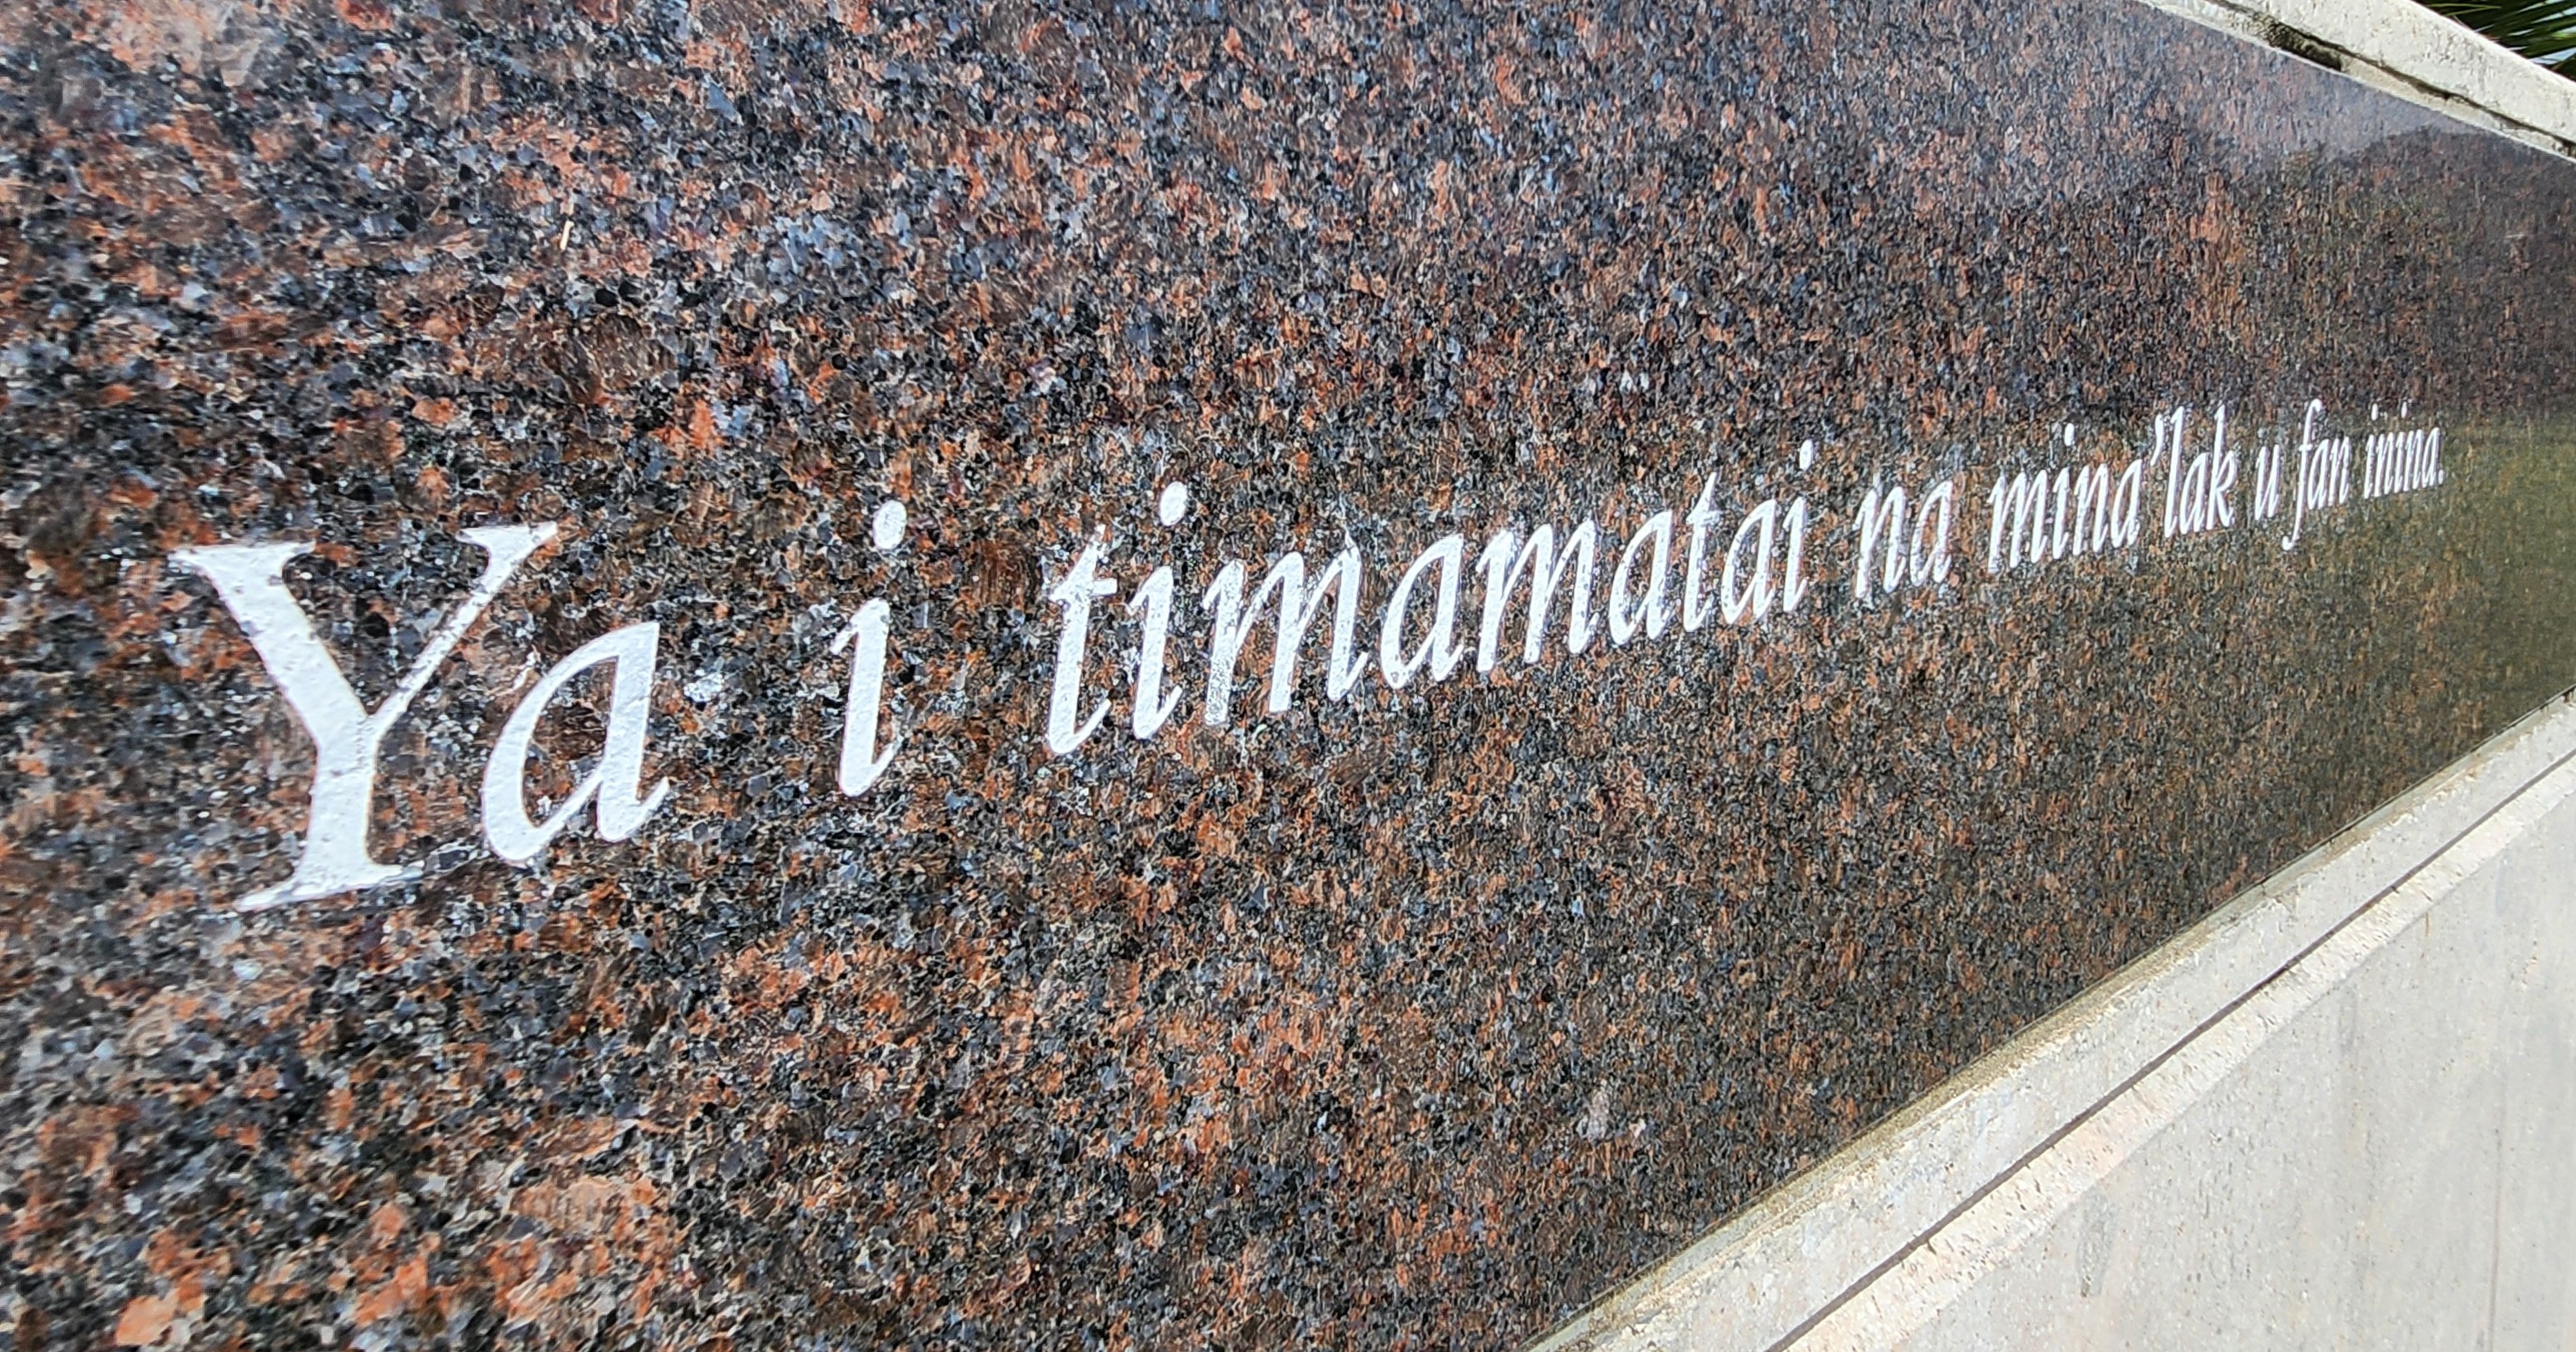 Ya i timamatai na mina'lak u fan inina.